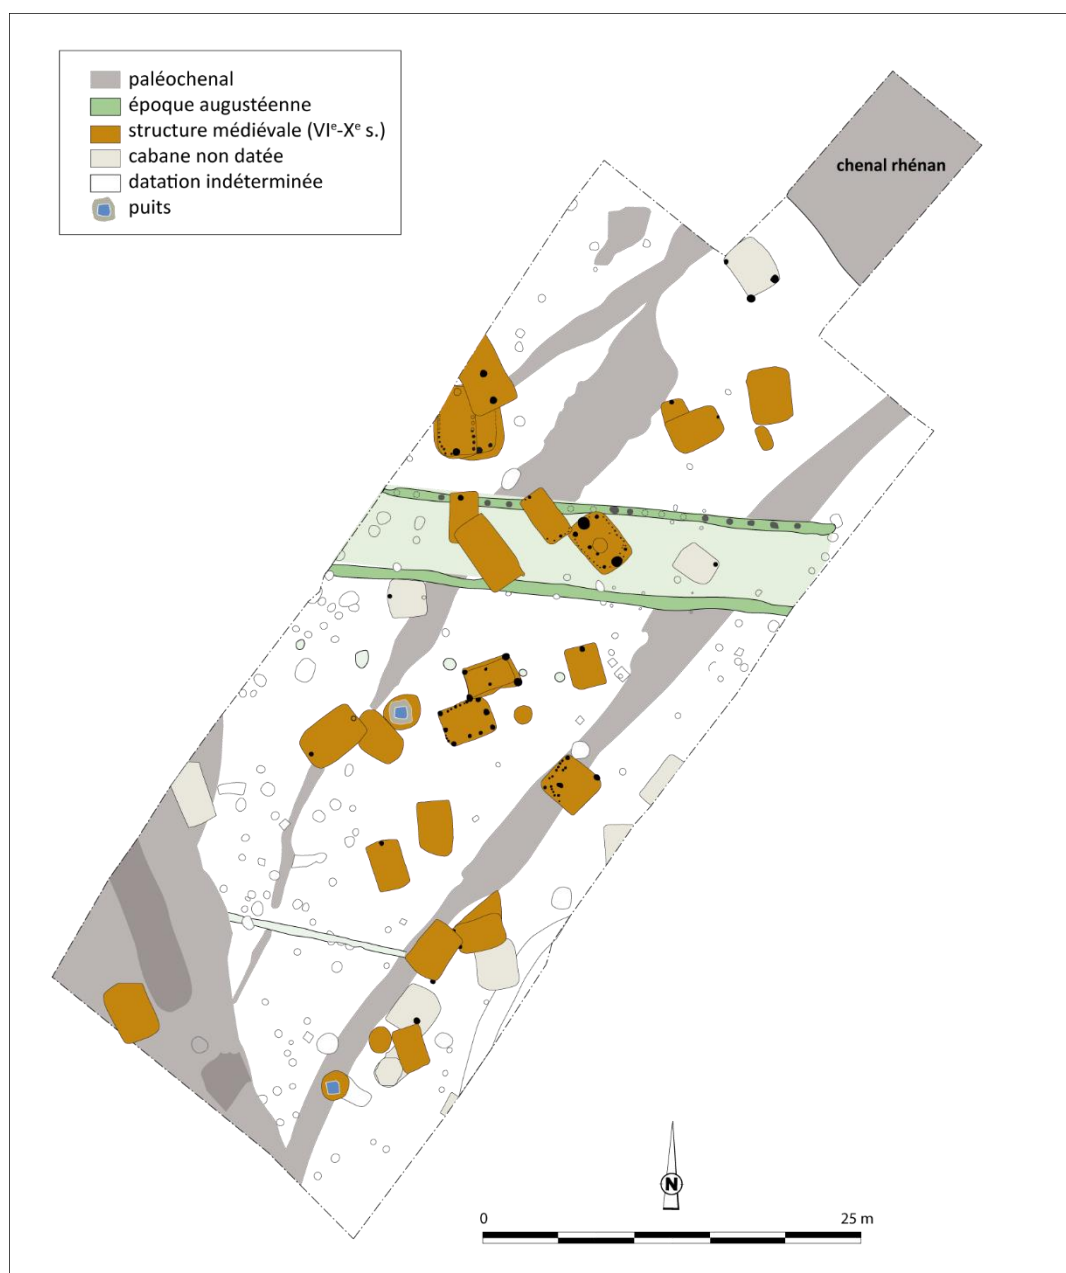 paléochenal
époque augustéenne
structure médiévale (VIᵉ-Xᵉ s.)
cabane non datée
datation indéterminée
puits
chenal rhénan
N
0 25 m